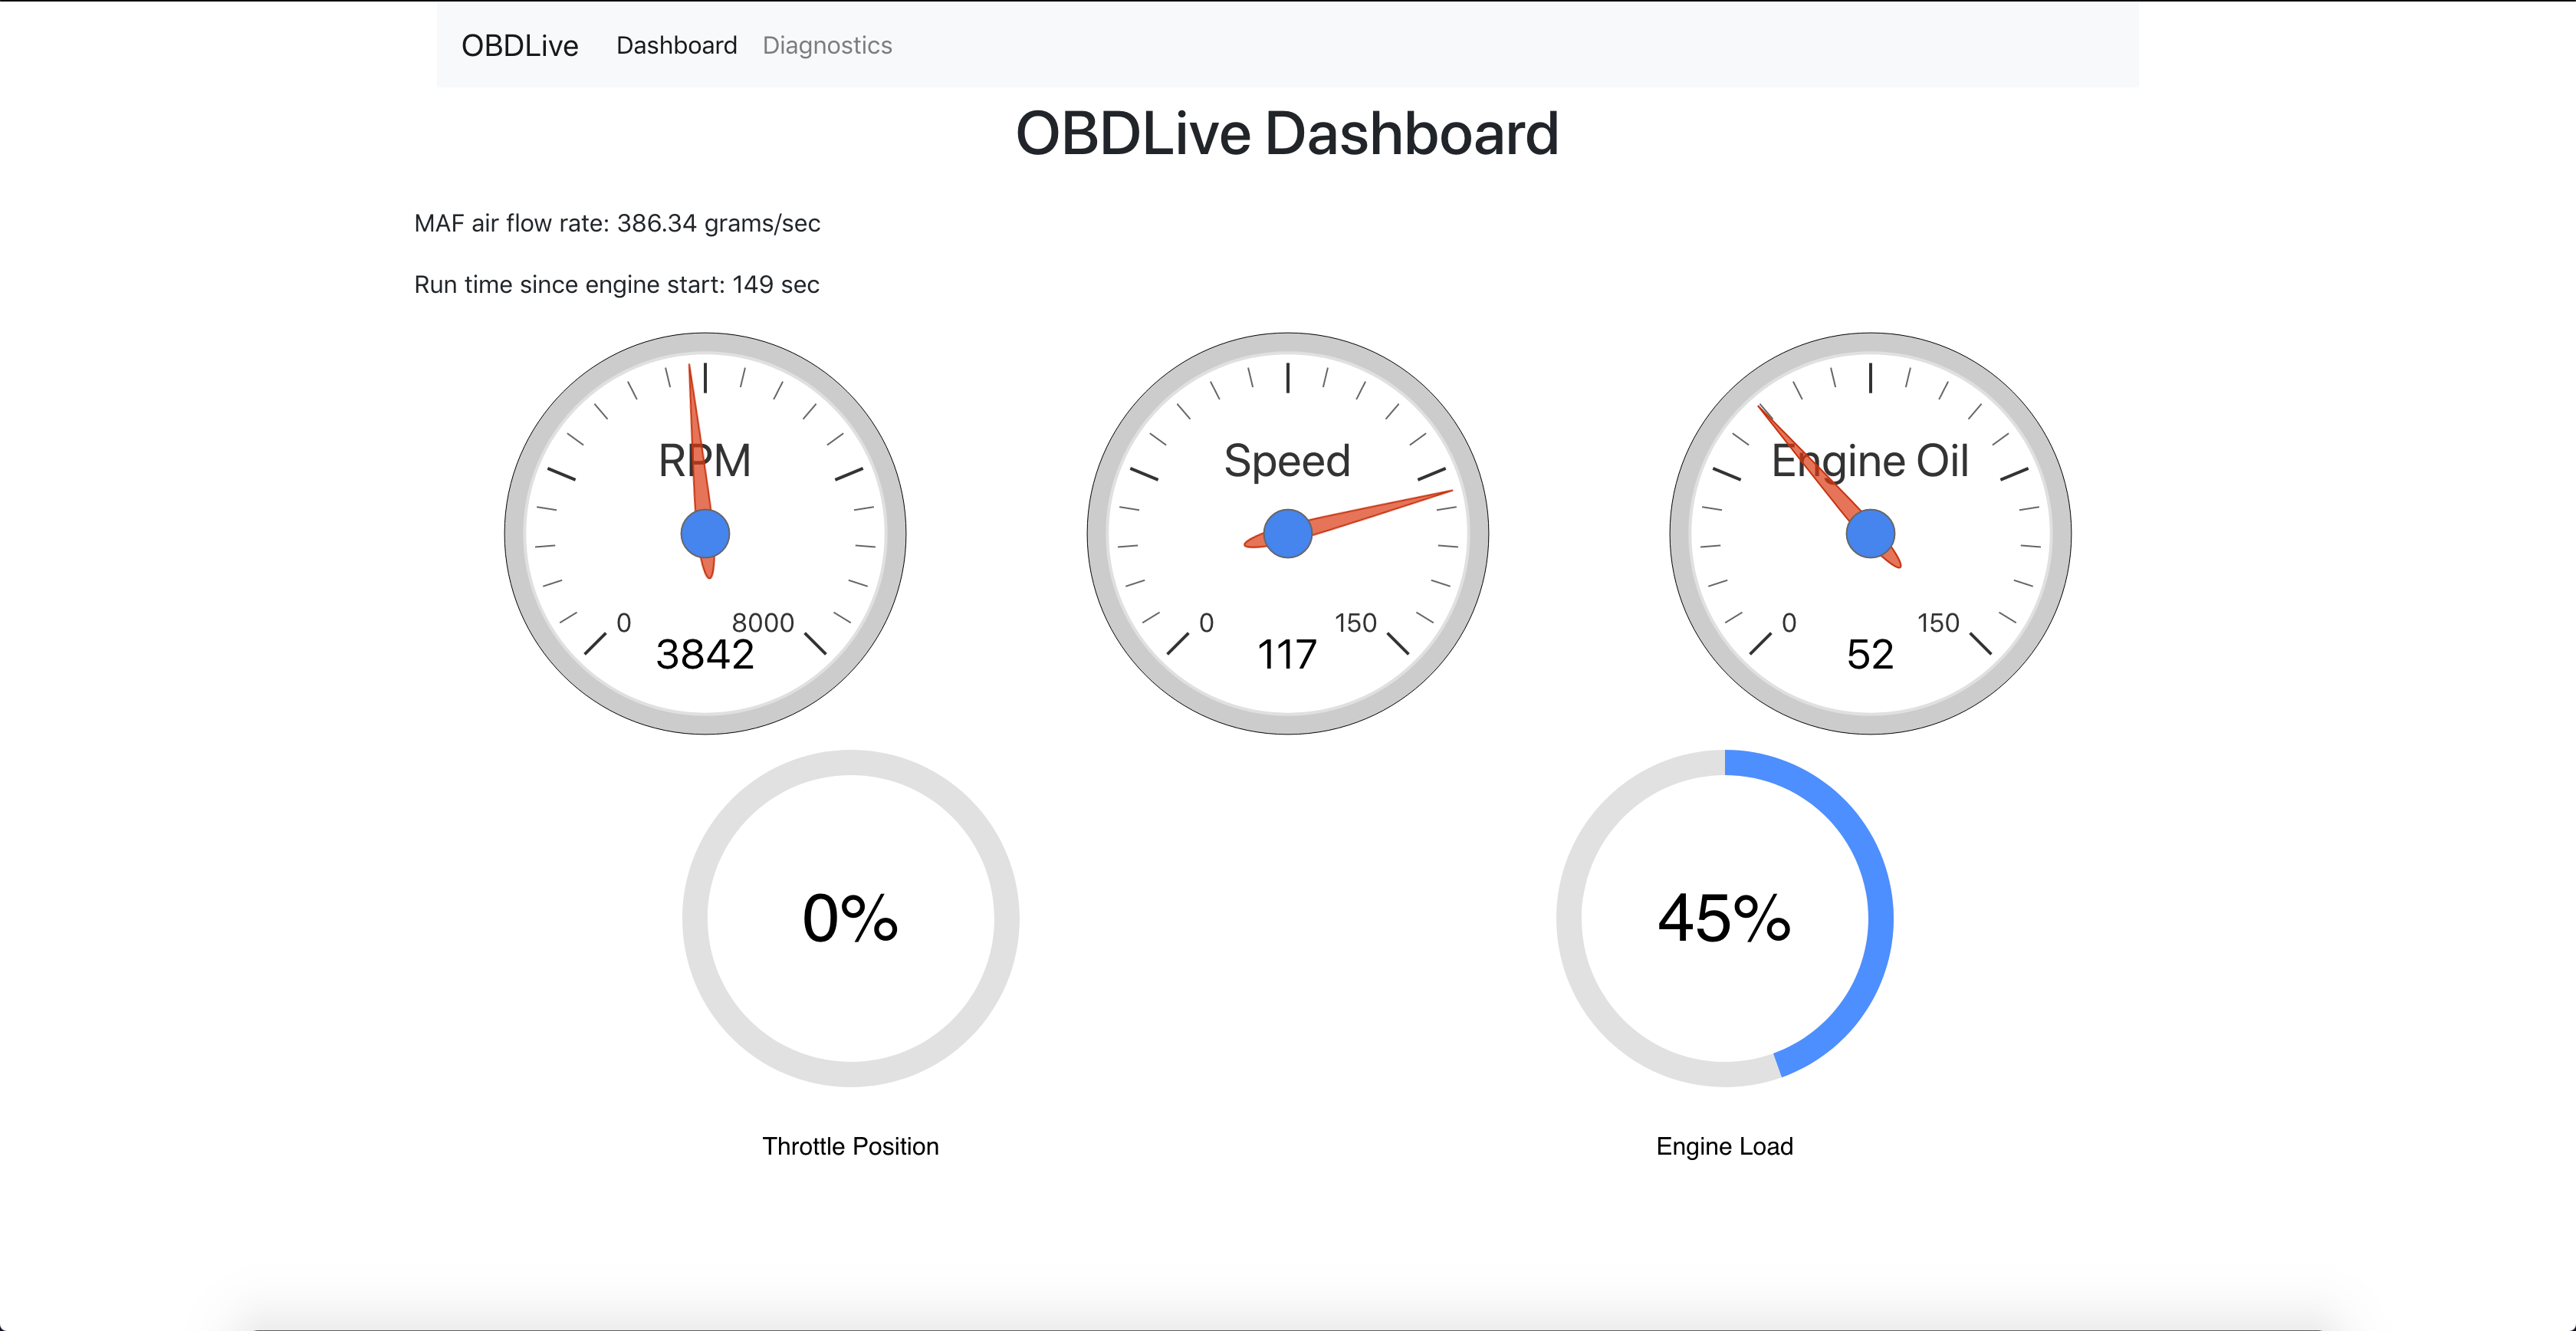 OBDLive Dashboard Diagnostics
OBDLive Dashboard
MAF air flow rate: 386.34 grams/sec
Run time since engine start: 149 sec
RPM
0 8000
3842
Speed
0 150
117
Engine Oil
0 150
52
0%
Throttle Position
45%
Engine Load